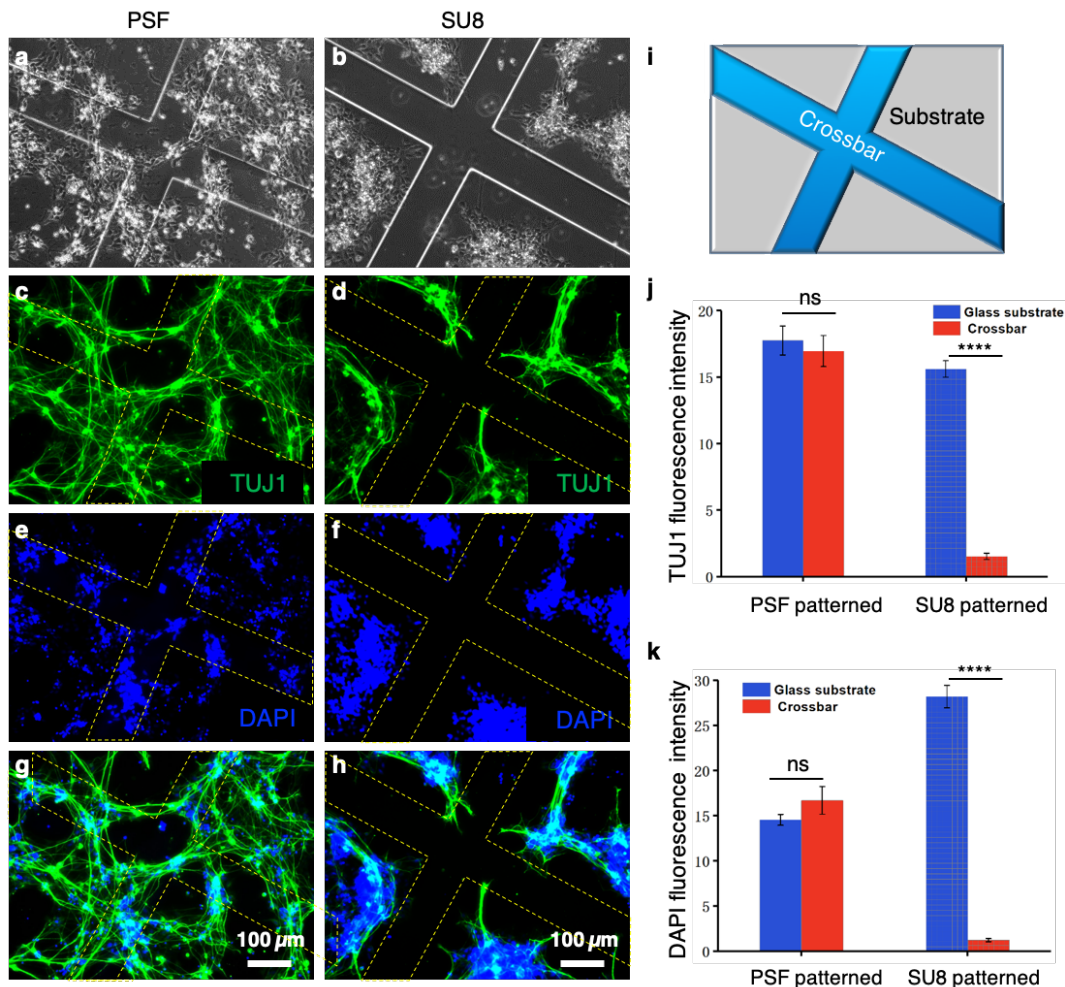 PSF
SU8
a
b
i
Crossbar
Substrate
c
TUJ1
d
TUJ1
j
ns
Glass substrate
Crossbar
****
20
15
10
5
0
TUJ1 fluorescence intensity
PSF patterned
SU8 patterned
e
DAPI
f
DAPI
k
****
Glass substrate
Crossbar
ns
30
25
20
15
10
5
0
DAPI fluorescence intensity
PSF patterned
SU8 patterned
g
100 µm
h
100 µm